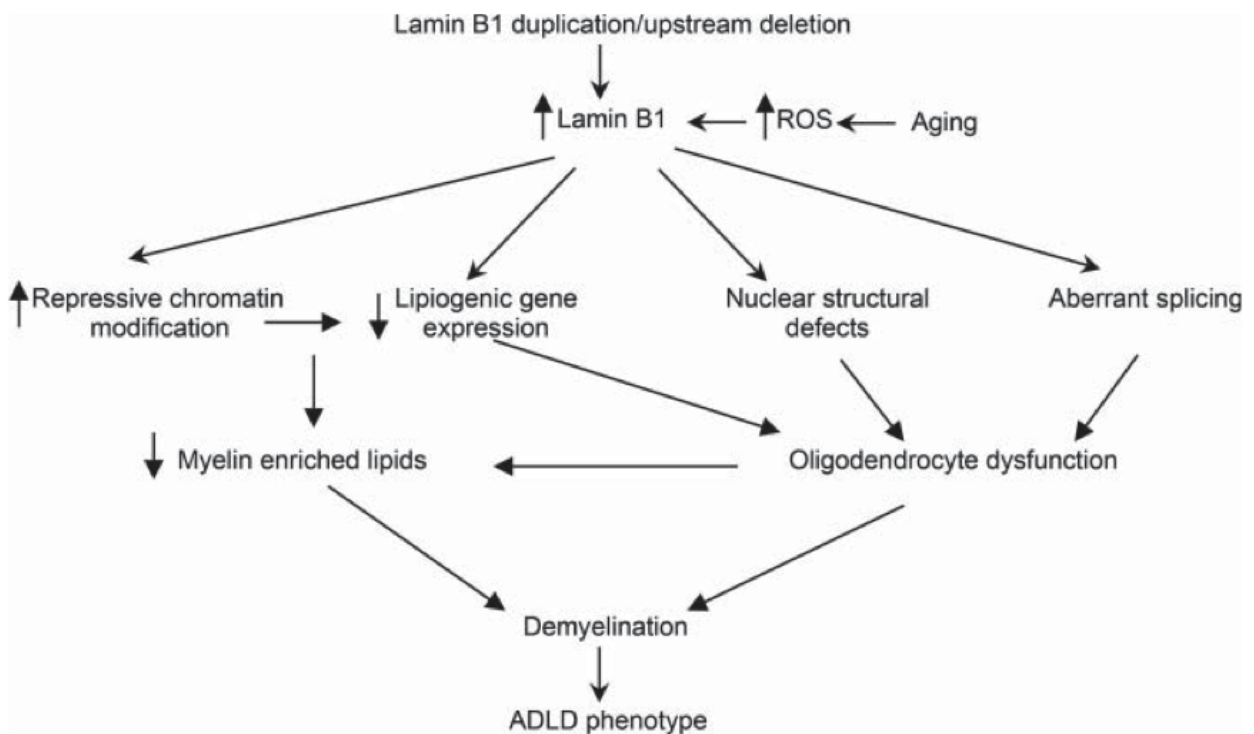 Lamin B1 duplication/upstream deletion
Lamin B1
ROS
Aging
Repressive chromatin
modification
Lipiogenic gene
expression
Nuclear structural
defects
Aberrant splicing
Myelin enriched lipids
Oligodendrocyte dysfunction
Demyelination
ADLD phenotype